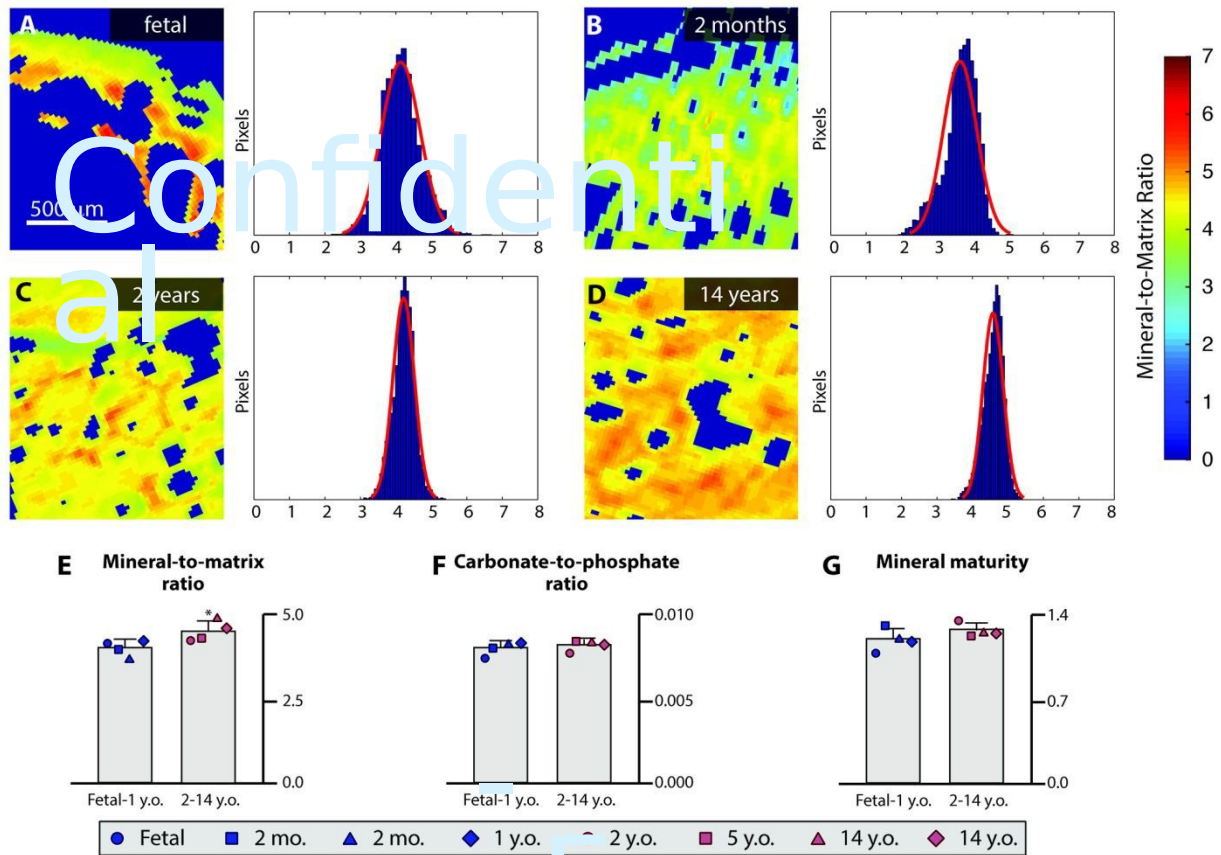 A
fetal
500 µm
Pixels
0 1 2 3 4 5 6 7 8
B
2 months
Pixels
0 1 2 3 4 5 6 7 8
7
6
5
4
3
2
1
0
Mineral-to-Matrix Ratio
Confidenti
al
C
2 years
Pixels
0 1 2 3 4 5 6 7 8
D
14 years
Pixels
0 1 2 3 4 5 6 7 8
E Mineral-to-matrix
ratio
*
5.0
2.5
0.0
Fetal-1 y.o. 2-14 y.o.
F Carbonate-to-phosphate
ratio
0.010
0.005
0.000
Fetal-1 y.o. 2-14 y.o.
G Mineral maturity
1.4
0.7
0.0
Fetal-1 y.o. 2-14 y.o.
Fetal 2 mo. 2 mo. 1 y.o. 2 y.o. 5 y.o. 14 y.o. 14 y.o.